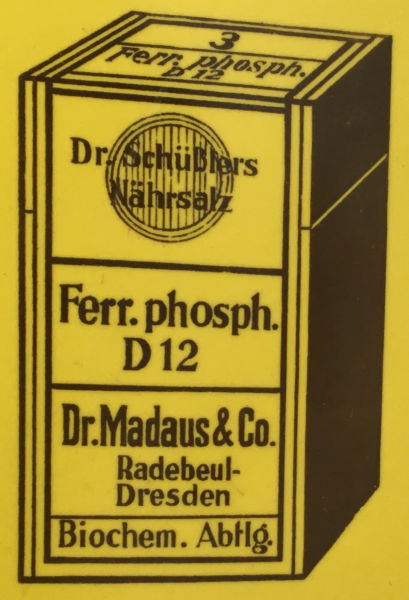 3
Ferr. phosph.
D 12
Dr. Schüßlers
Nährsalz
Ferr. phosph.
D 12
Dr. Madaus & Co.
Radebeul-
Dresden
Biochem. Abtlg.